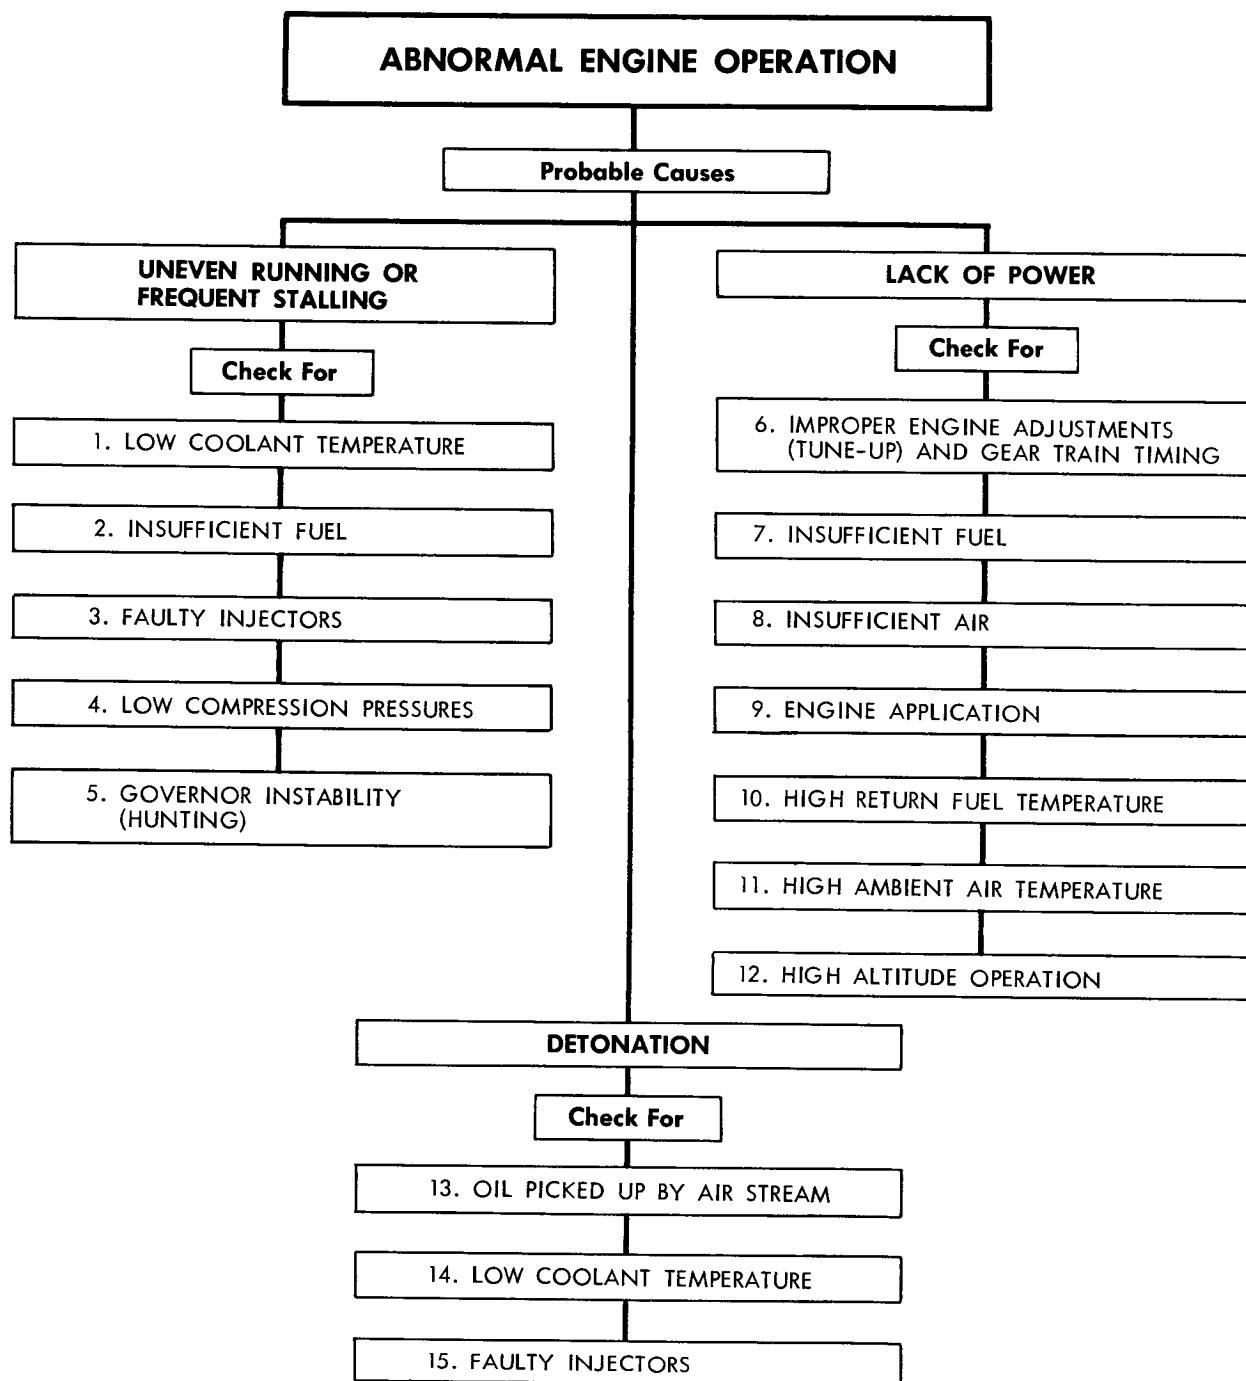 ABNORMAL ENGINE OPERATION
Probable Causes
UNEVEN RUNNING OR
FREQUENT STALLING
Check For
1. LOW COOLANT TEMPERATURE
2. INSUFFICIENT FUEL
3. FAULTY INJECTORS
4. LOW COMPRESSION PRESSURES
5. GOVERNOR INSTABILITY
(HUNTING)
LACK OF POWER
Check For
6. IMPROPER ENGINE ADJUSTMENTS
(TUNE-UP) AND GEAR TRAIN TIMING
7. INSUFFICIENT FUEL
8. INSUFFICIENT AIR
9. ENGINE APPLICATION
10. HIGH RETURN FUEL TEMPERATURE
11. HIGH AMBIENT AIR TEMPERATURE
12. HIGH ALTITUDE OPERATION
DETONATION
Check For
13. OIL PICKED UP BY AIR STREAM
14. LOW COOLANT TEMPERATURE
15. FAULTY INJECTORS